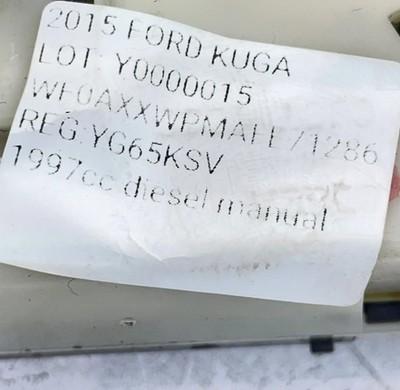 2015 FORD KUGA
LOT: Y0000015
WF0AXXWPMAFL71286
REG:YG65KSV
1997cc diesel manual